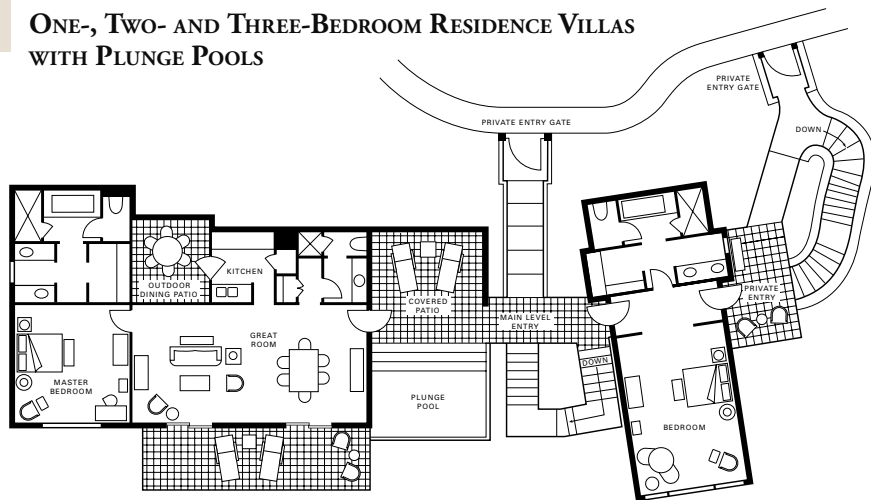 ONE-, TWO- AND THREE-BEDROOM RESIDENCE VILLAS
WITH PLUNGE POOLS
PRIVATE
ENTRY GATE
PRIVATE ENTRY GATE
DOWN
OUTDOOR
DINING PATIO
KITCHEN
COVERED
PATIO
MAIN LEVEL
ENTRY
PRIVATE
ENTRY
GREAT
ROOM
MASTER
BEDROOM
PLUNGE
POOL
DOWN
BEDROOM